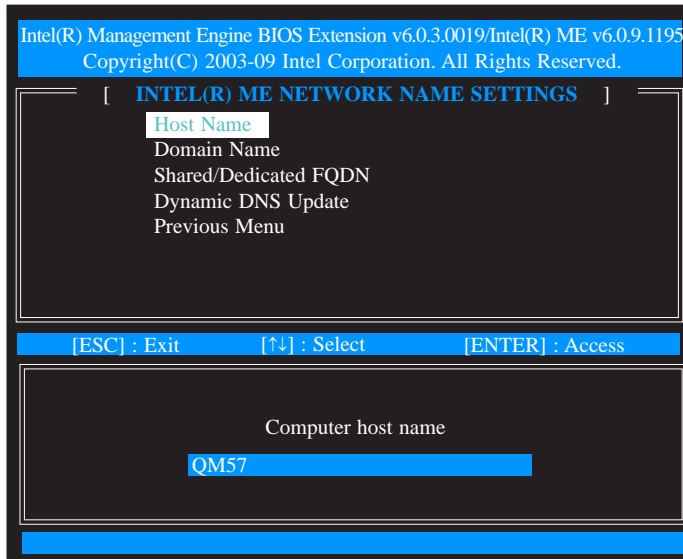 Intel(R) Management Engine BIOS Extension v6.0.3.0019/Intel(R) ME v6.0.9.1195
Copyright(C) 2003-09 Intel Corporation. All Rights Reserved.
[ INTEL(R) ME NETWORK NAME SETTINGS ]
Host Name
Domain Name
Shared/Dedicated FQDN
Dynamic DNS Update
Previous Menu
[ESC] : Exit [↑↓] : Select [ENTER] : Access
Computer host name
QM57